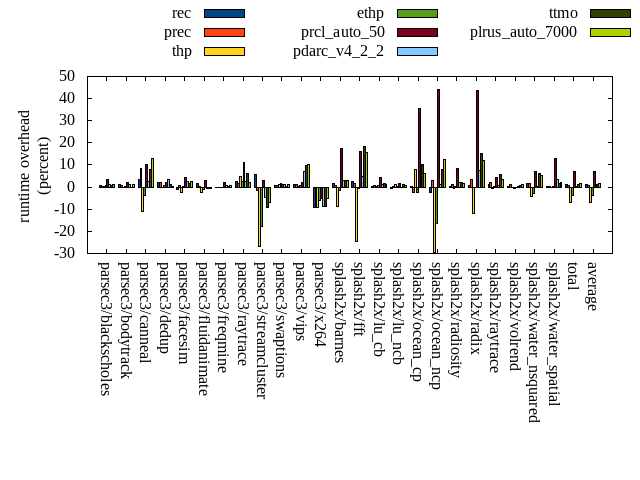 rec ethp ttmo
prec prcl_auto_50 plrus_auto_7000
thp pdarc_v4_2_2
runtime overhead
(percent)
50
40
30
20
10
0
-10
-20
-30
parsec3/blackscholes
parsec3/bodytrack
parsec3/canneal
parsec3/dedup
parsec3/facesim
parsec3/fluidanimate
parsec3/freqmine
parsec3/raytrace
parsec3/streamcluster
parsec3/swaptions
parsec3/vips
parsec3/x264
splash2x/barnes
splash2x/fft
splash2x/lu_cb
splash2x/lu_ncb
splash2x/ocean_cp
splash2x/ocean_ncp
splash2x/radiosity
splash2x/radix
splash2x/raytrace
splash2x/volrend
splash2x/water_nsquared
splash2x/water_spatial
total
average